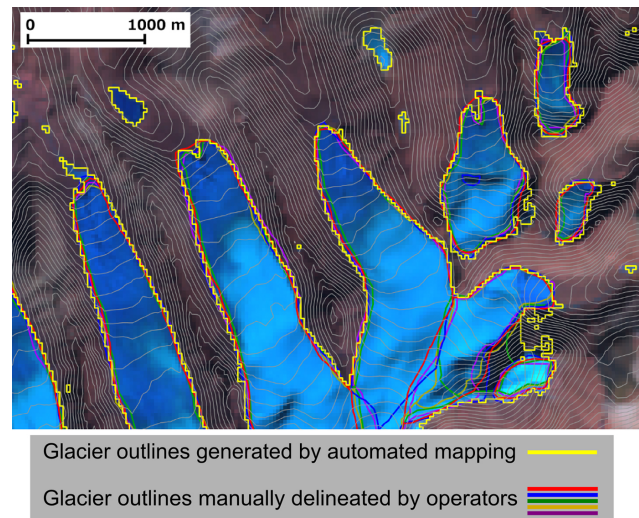 0 1000 m
Glacier outlines generated by automated mapping
Glacier outlines manually delineated by operators